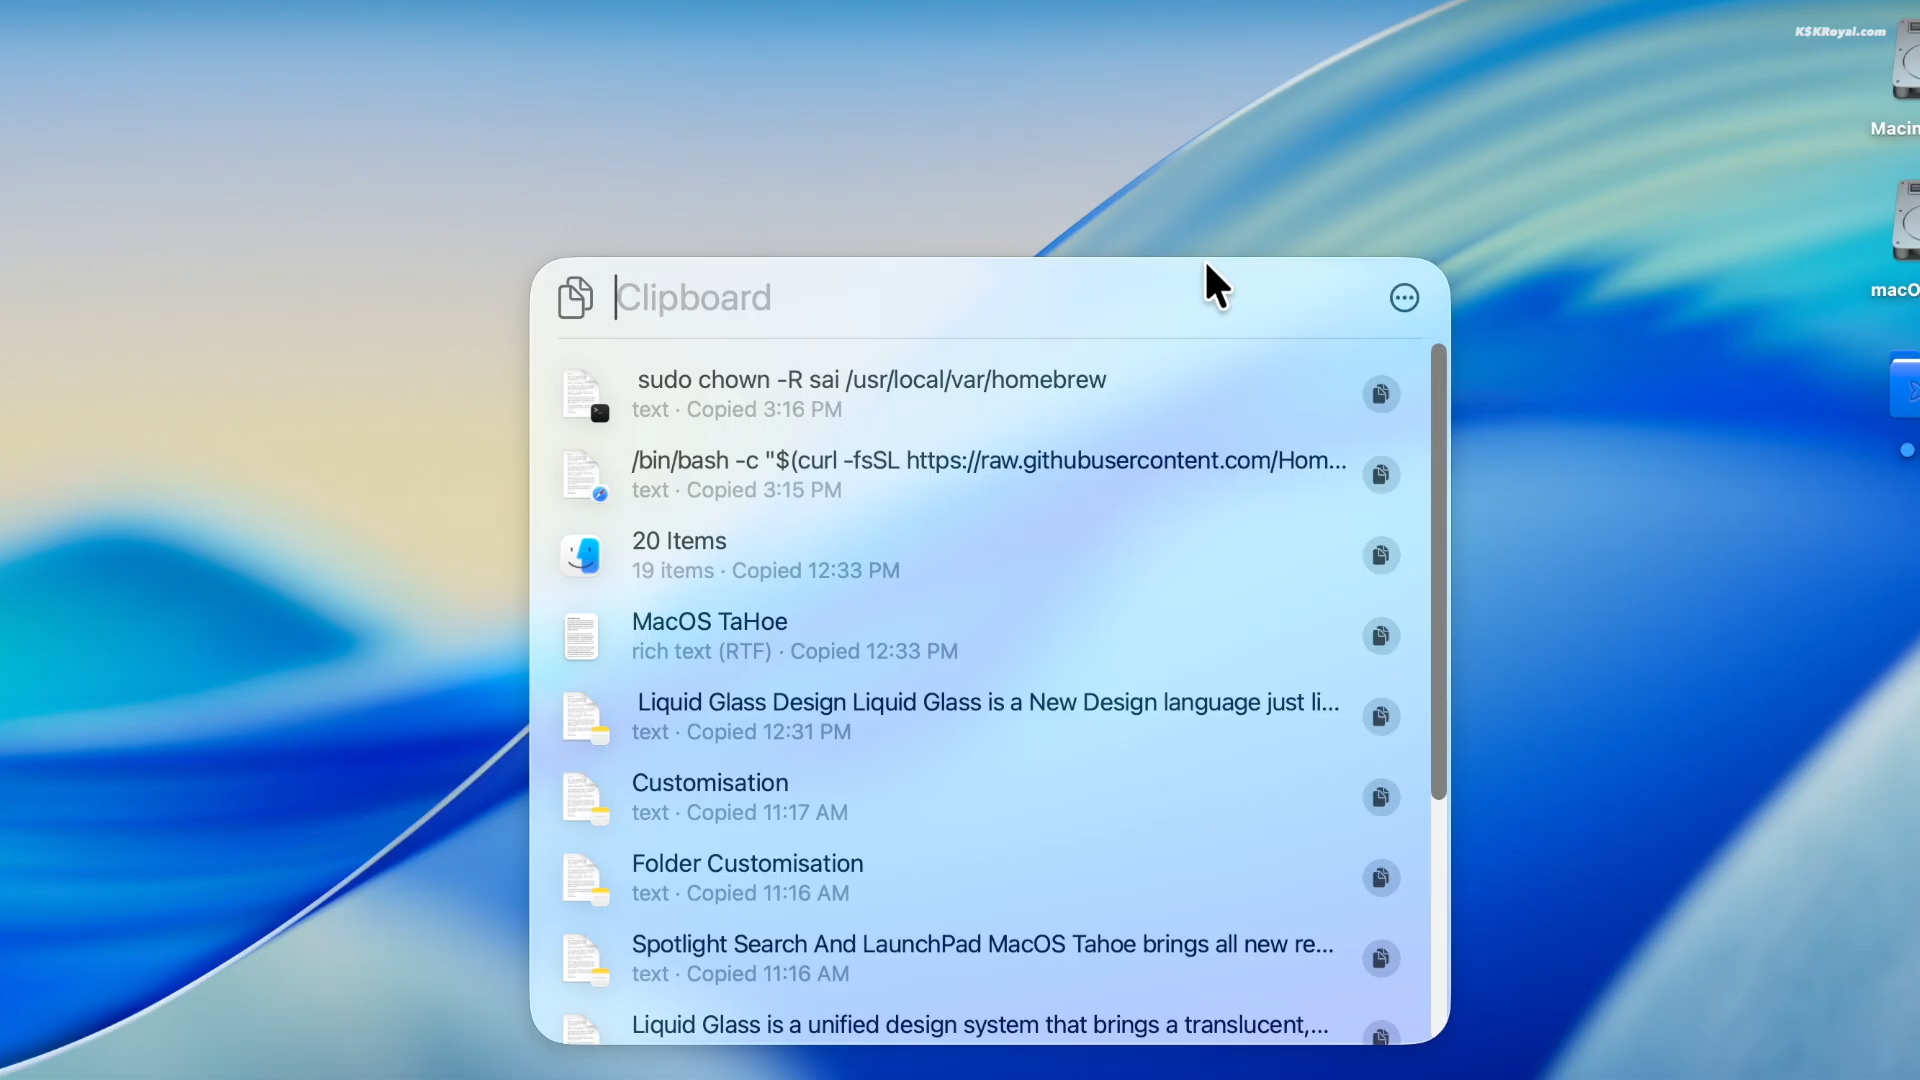 K$KRoyal.com
Macin
macO
Clipboard
sudo chown -R sai /usr/local/var/homebrew
text · Copied 3:16 PM
/bin/bash -c "$(curl -fsSL https://raw.githubusercontent.com/Hom...
text · Copied 3:15 PM
20 Items
19 items · Copied 12:33 PM
MacOS TaHoe
rich text (RTF) · Copied 12:33 PM
Liquid Glass Design Liquid Glass is a New Design language just li...
text · Copied 12:31 PM
Customisation
text · Copied 11:17 AM
Folder Customisation
text · Copied 11:16 AM
Spotlight Search And LaunchPad MacOS Tahoe brings all new re...
text · Copied 11:16 AM
Liquid Glass is a unified design system that brings a translucent,...